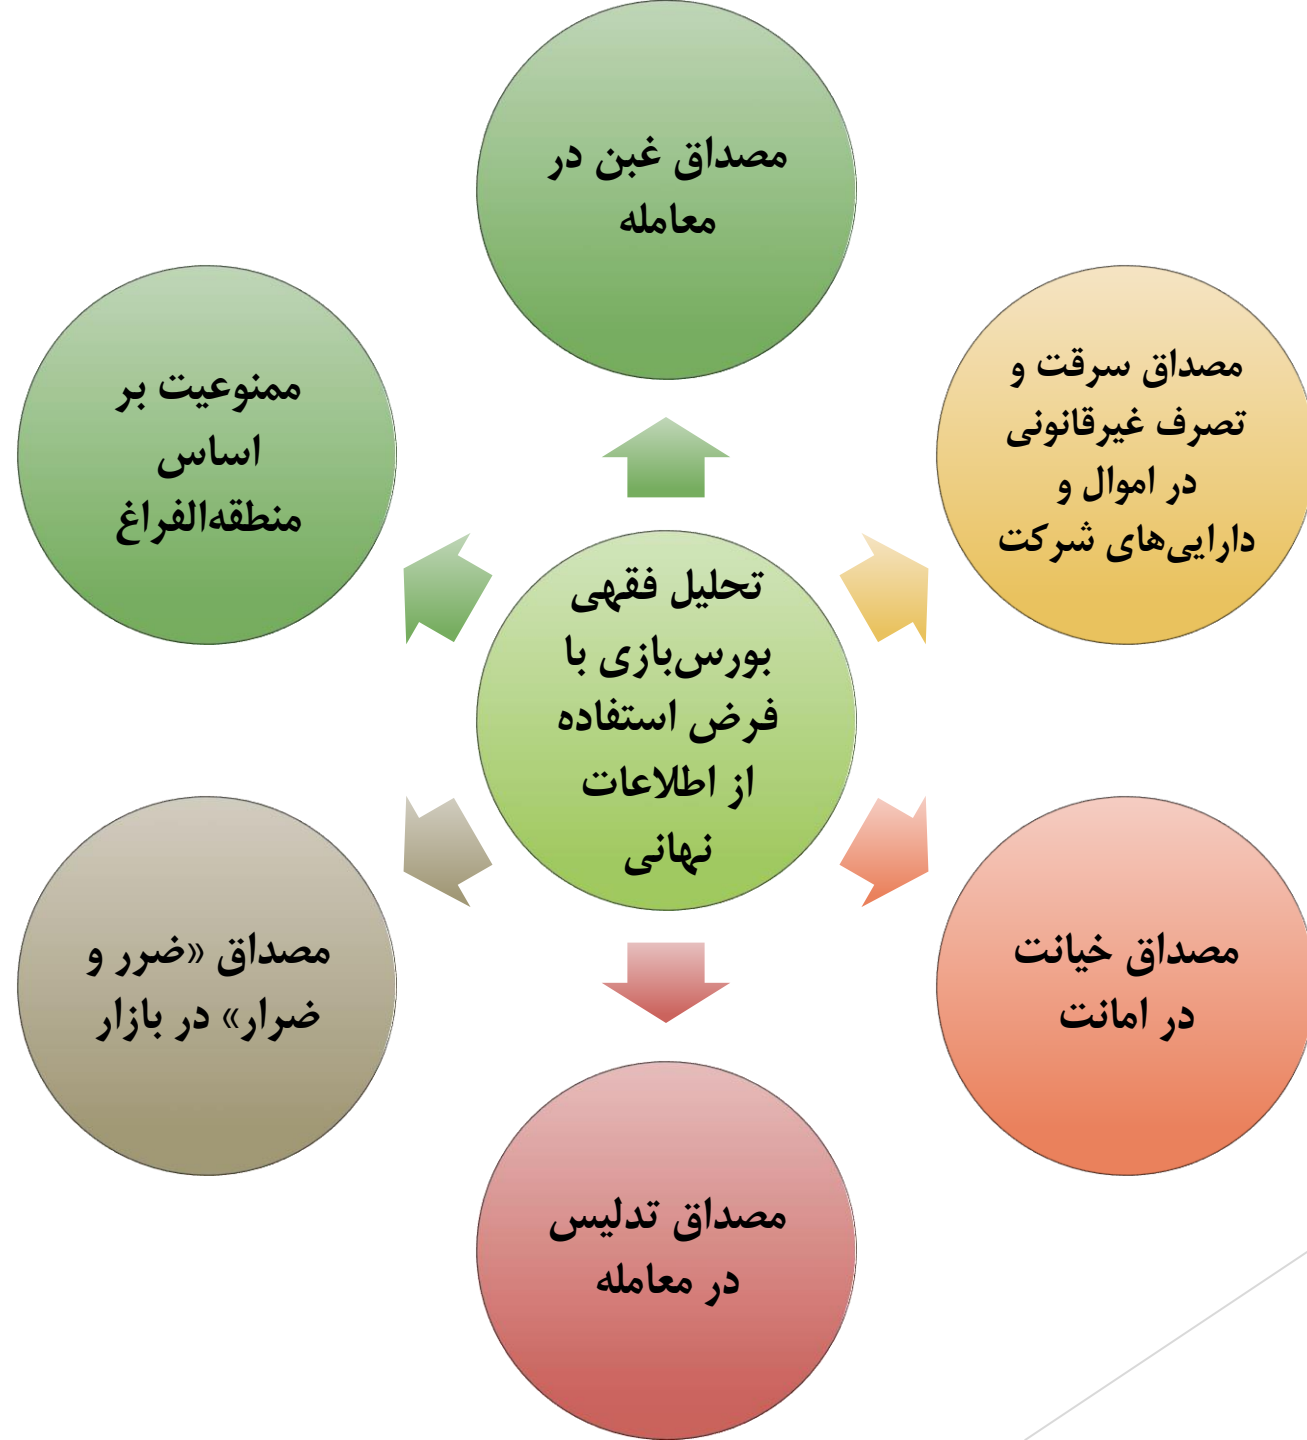 مصداق غبن در
معامله
مصداق سرقت و
تصرف غیرقانونی
در اموال و
دارایی‌های شرکت
ممنوعیت بر
اساس
منطقه‌الفراغ
تحلیل فقهی
بورس‌بازی با
فرض استفاده
از اطلاعات
نهانی
مصداق خیانت
در امانت
مصداق «ضرر و
ضرار» در بازار
مصداق تدلیس
در معامله